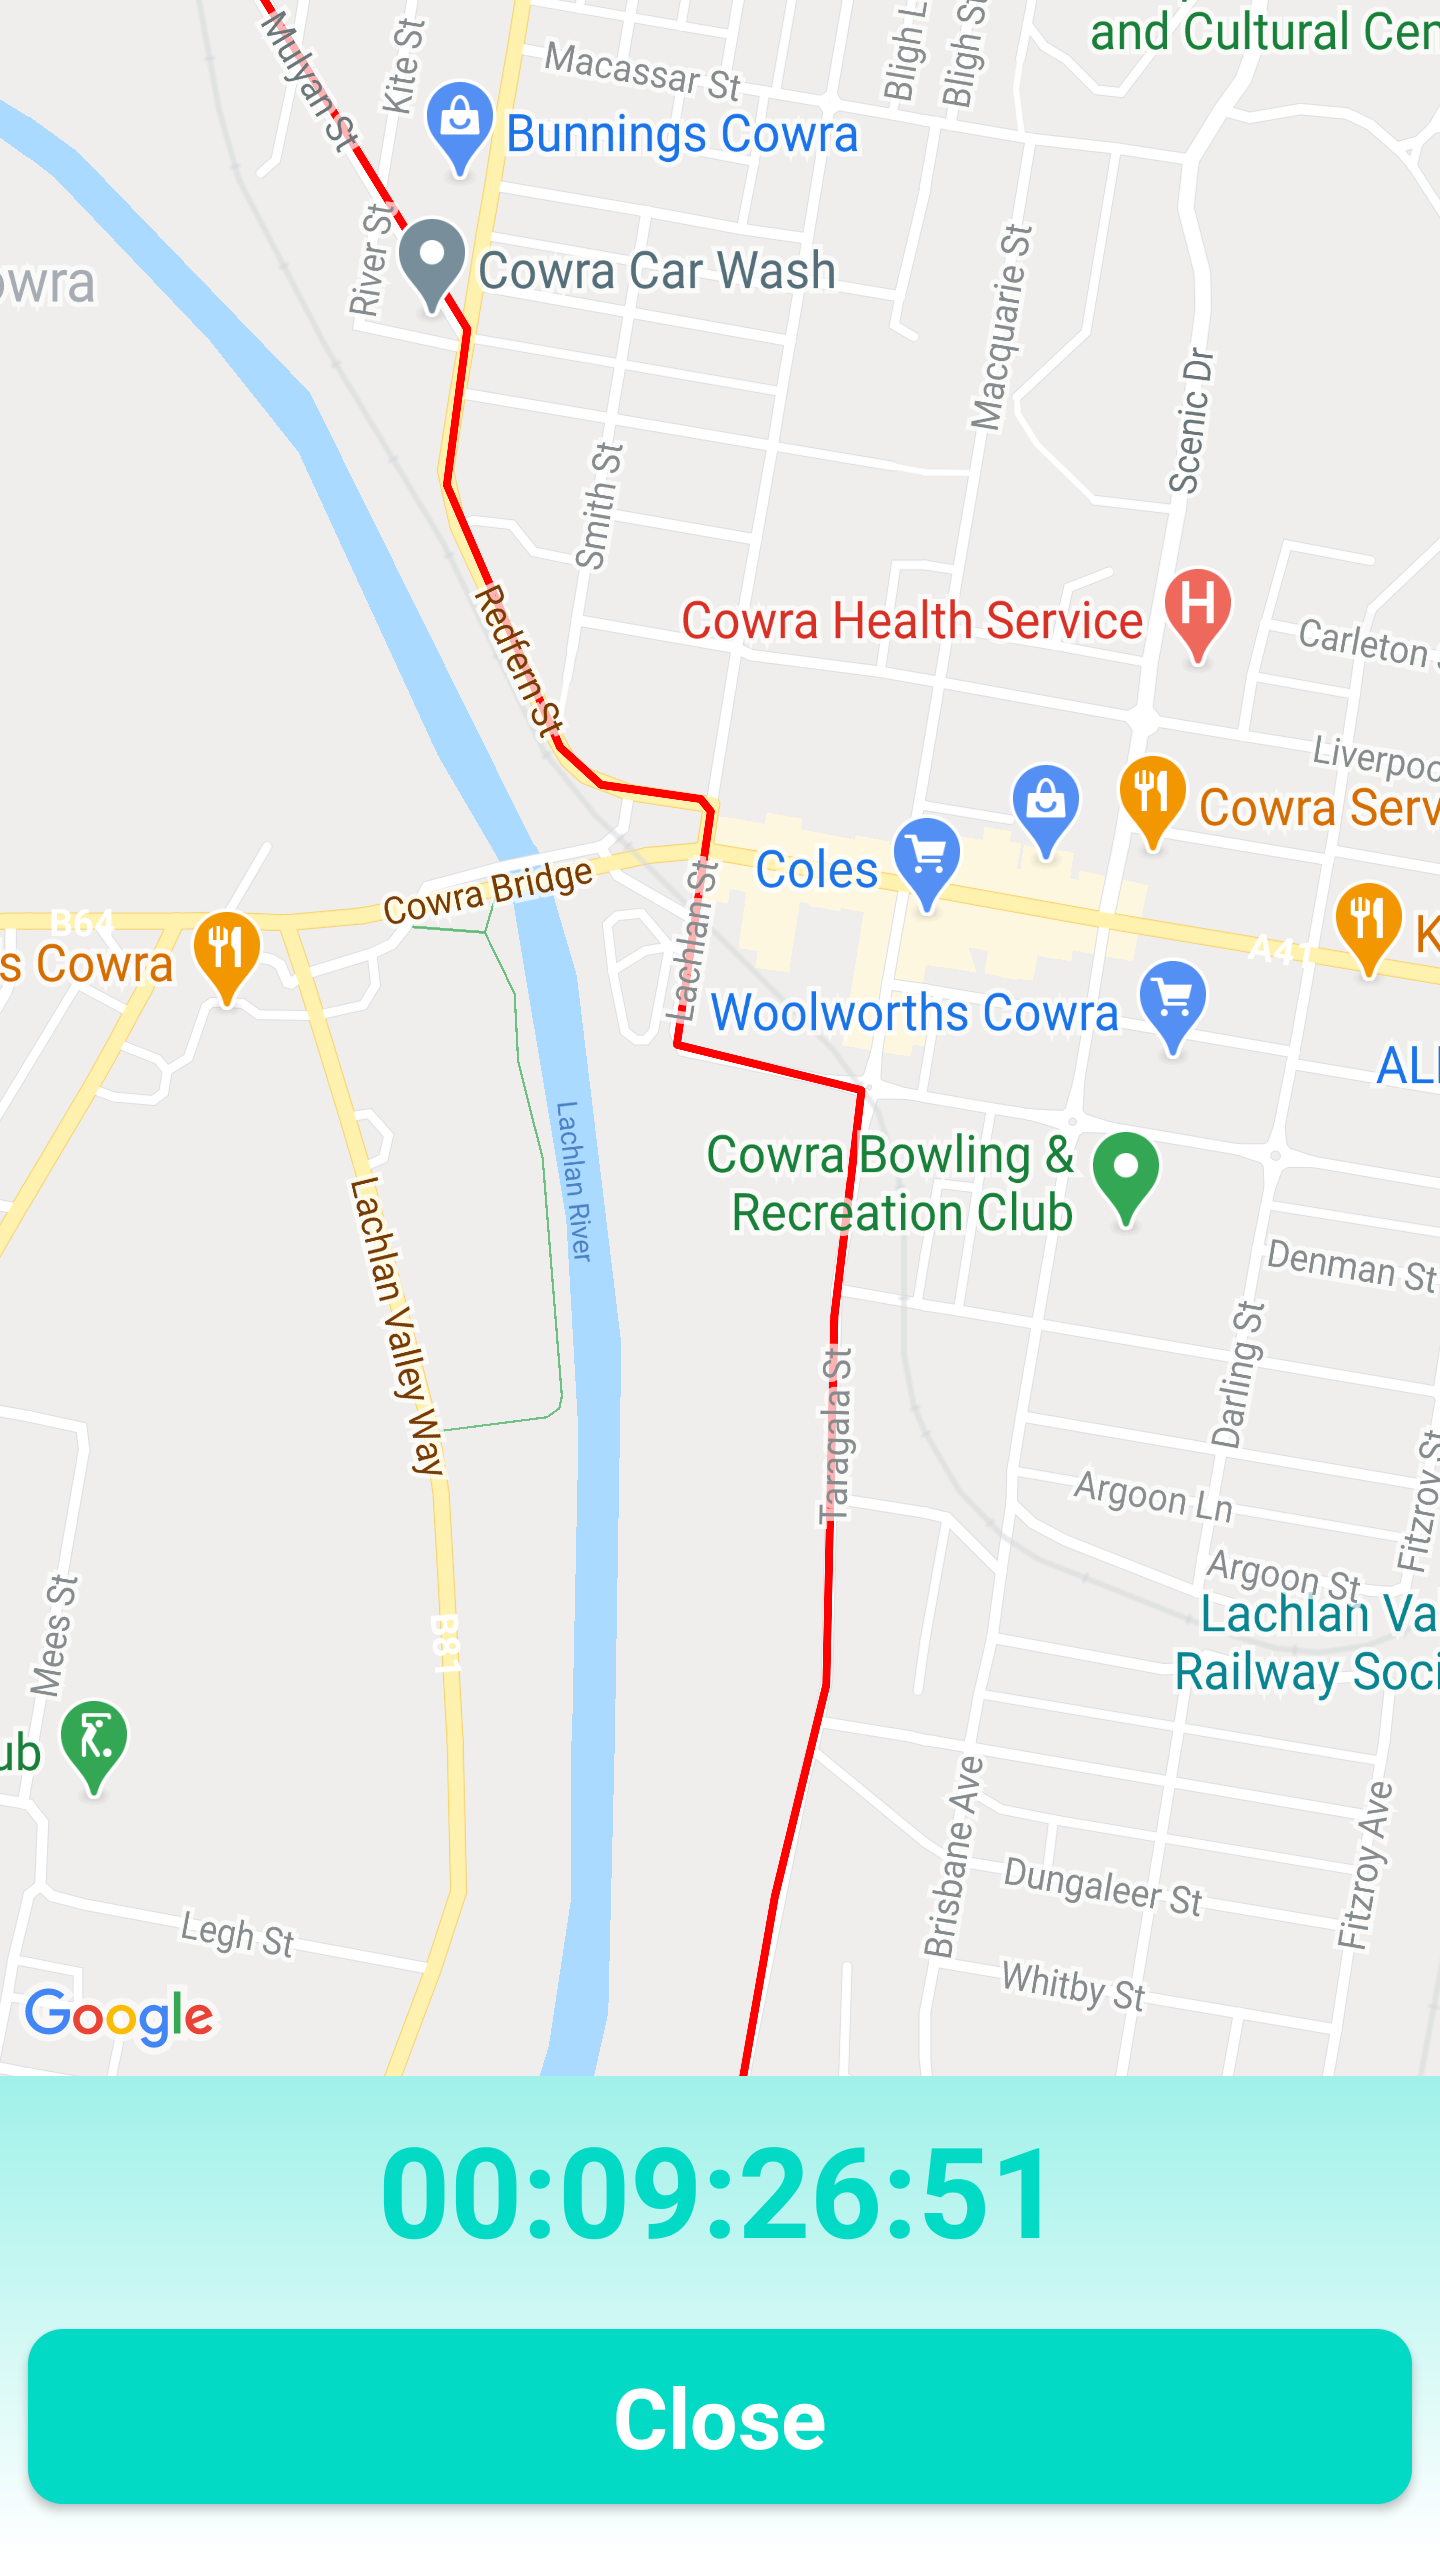 and Cultural Cen
Mulyan St
Kite St
Macassar St
Bligh L
Bligh St
Bunnings Cowra
River St
Cowra Car Wash
owra
Macquarie St
Scenic Dr
Smith St
Redfern St
Cowra Health Service
Carleton S
Liverpoo
Cowra Serv
Coles
Cowra Bridge
B64
s Cowra
Lachlan St
A41
K
Woolworths Cowra
ALI
Lachlan River
Cowra Bowling &
Recreation Club
Lachlan Valley Way
Denman St
Taragala St
Darling St
Argoon Ln
Fitzroy St
Argoon St
Mees St
Lachlan Va
Railway Soci
B81
ub
Brisbane Ave
Fitzroy Ave
Dungaleer St
Legh St
Whitby St
Google
00:09:26:51
Close